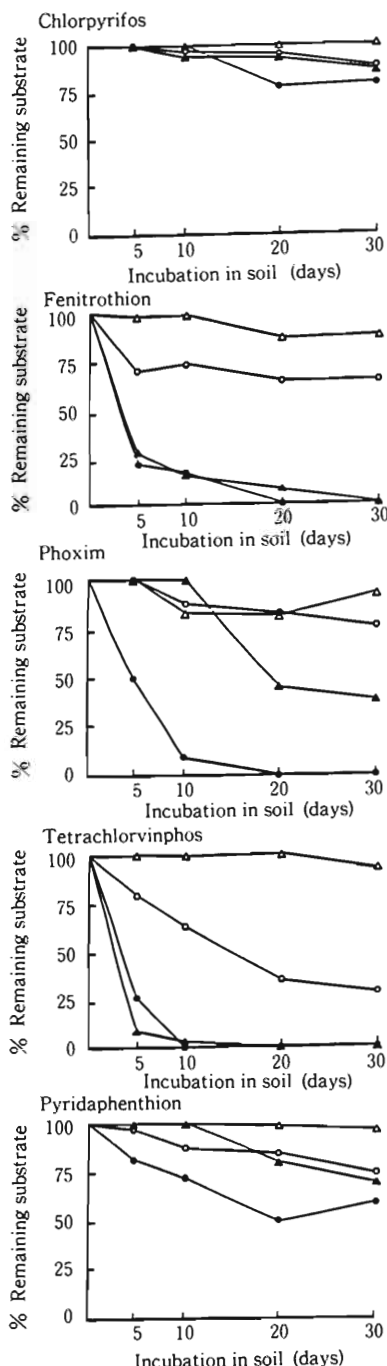 Chlorpyrifos
% Remaining substrate
100
75
50
25
0
5 10 20 30
Incubation in soil (days)
Fenitrothion
% Remaining substrate
100
75
50
25
0
5 10 20 30
Incubation in soil (days)
Phoxim
% Remaining substrate
100
75
50
25
0
5 10 20 30
Incubation in soil (days)
Tetrachlorvinphos
% Remaining substrate
100
75
50
25
0
5 10 20 30
Incubation in soil (days)
Pyridaphenthion
% Remaining substrate
100
75
50
25
0
5 10 20 30
Incubation in soil (days)